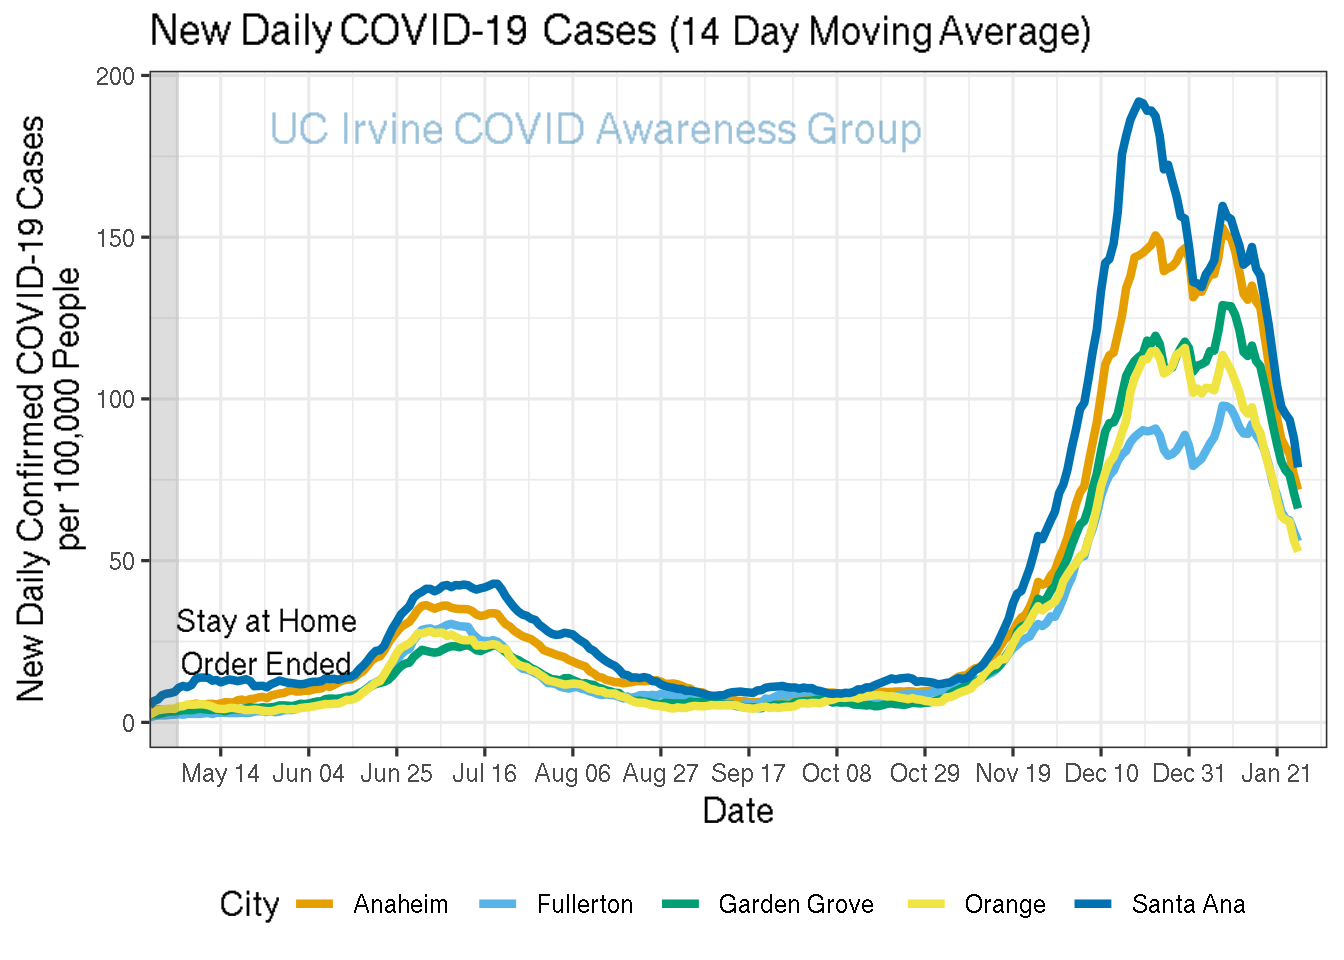 New Daily COVID-19 Cases (14 Day Moving Average)
UC Irvine COVID Awareness Group
New Daily Confirmed COVID-19 Cases
per 100,000 People
200
150
100
50
0
Stay at Home
Order Ended
May 14 Jun 04 Jun 25 Jul 16 Aug 06 Aug 27 Sep 17 Oct 08 Oct 29 Nov 19 Dec 10 Dec 31 Jan 21
Date
City Anaheim Fullerton Garden Grove Orange Santa Ana